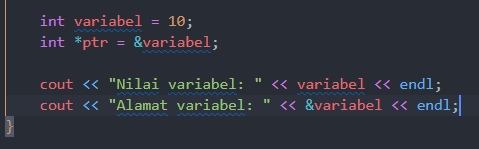 int variabel = 10;
int *ptr = &variabel;
cout << "Nilai variabel: " << variabel << endl;
cout << "Alamat variabel: " << &variabel << endl;
}